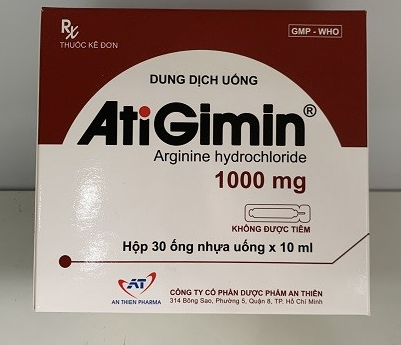 Rx
THUỐC KÊ ĐƠN
GMP - WHO
DUNG DỊCH UỐNG
AtiGimin®
Arginine hydrochloride
1000 mg
KHÔNG ĐƯỢC TIÊM
Hộp 30 ống nhựa uống x 10 ml
AT
AN THIEN PHARMA
CÔNG TY CỔ PHẦN DƯỢC PHẨM AN THIÊN
314 Bông Sao, Phường 5, Quận 8, TP. Hồ Chí Minh